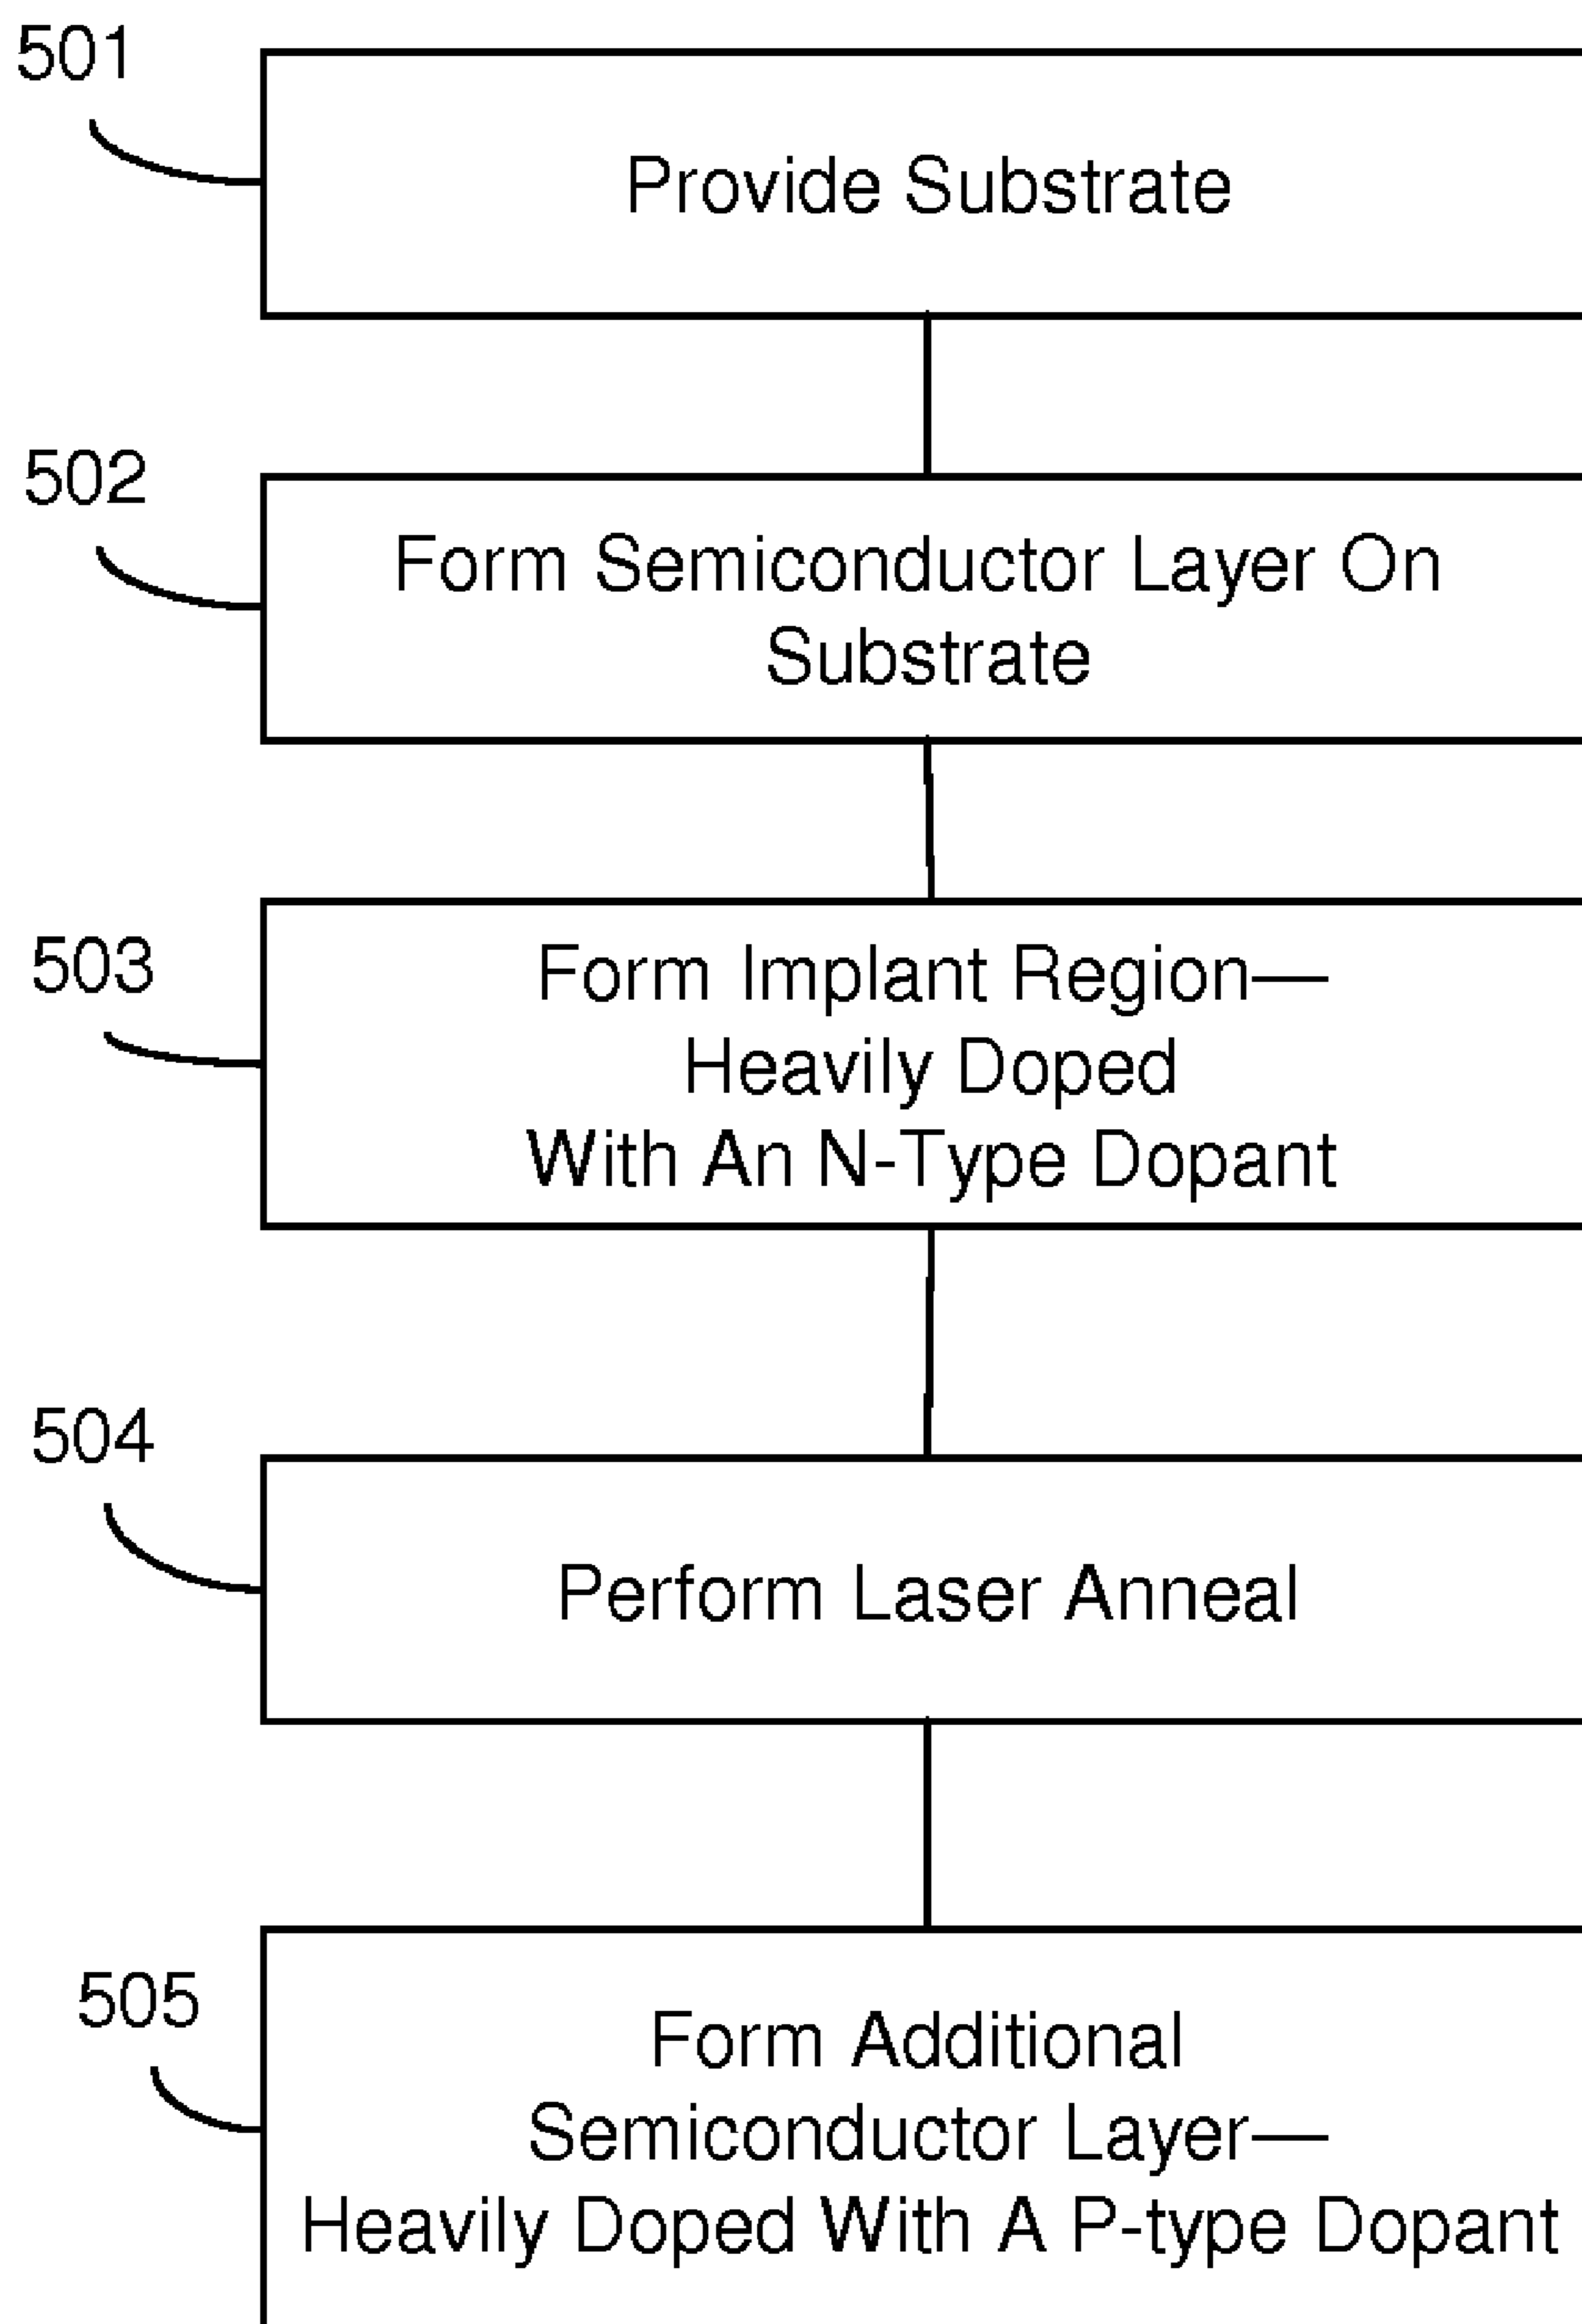 501
Provide Substrate
502
Form Semiconductor Layer On
Substrate
503
Form Implant Region—
Heavily Doped
With An N-Type Dopant
504
Perform Laser Anneal
505
Form Additional
Semiconductor Layer—
Heavily Doped With A P-type Dopant